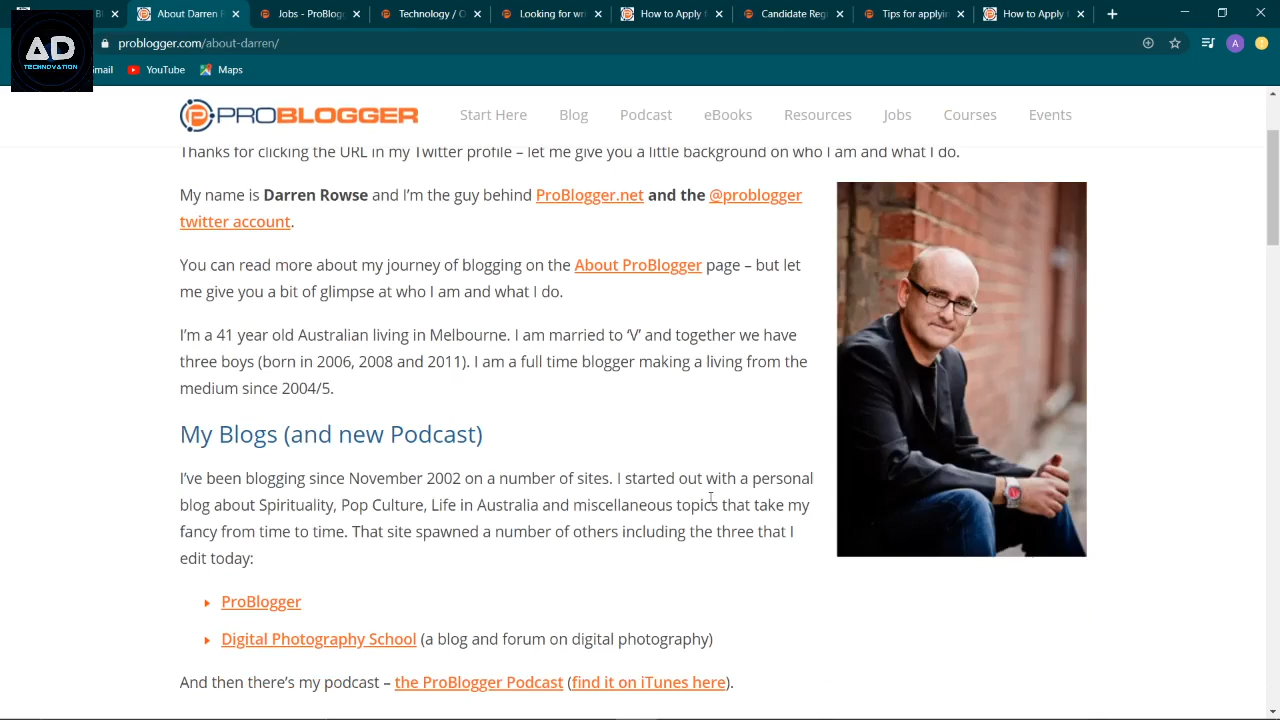 About Darren R
Jobs - ProBlogg
Technology / C
Looking for wri
How to Apply f
Candidate Regi
Tips for applyin
How to Apply f
AD
TECHNOVATION
problogger.com/about-darren/
A
mail
YouTube
Maps
PROBLOGGER
Start Here
Blog
Podcast
eBooks
Resources
Jobs
Courses
Events
Thanks for clicking the URL in my Twitter profile – let me give you a little background on who I am and what I do.
My name is Darren Rowse and I'm the guy behind ProBlogger.net and the @problogger
twitter account.
You can read more about my journey of blogging on the About ProBlogger page – but let
me give you a bit of glimpse at who I am and what I do.
I'm a 41 year old Australian living in Melbourne. I am married to 'V' and together we have
three boys (born in 2006, 2008 and 2011). I am a full time blogger making a living from the
medium since 2004/5.
My Blogs (and new Podcast)
I've been blogging since November 2002 on a number of sites. I started out with a personal
blog about Spirituality, Pop Culture, Life in Australia and miscellaneous topics that take my
fancy from time to time. That site spawned a number of others including the three that I
edit today:
ProBlogger
Digital Photography School (a blog and forum on digital photography)
And then there's my podcast – the ProBlogger Podcast (find it on iTunes here).